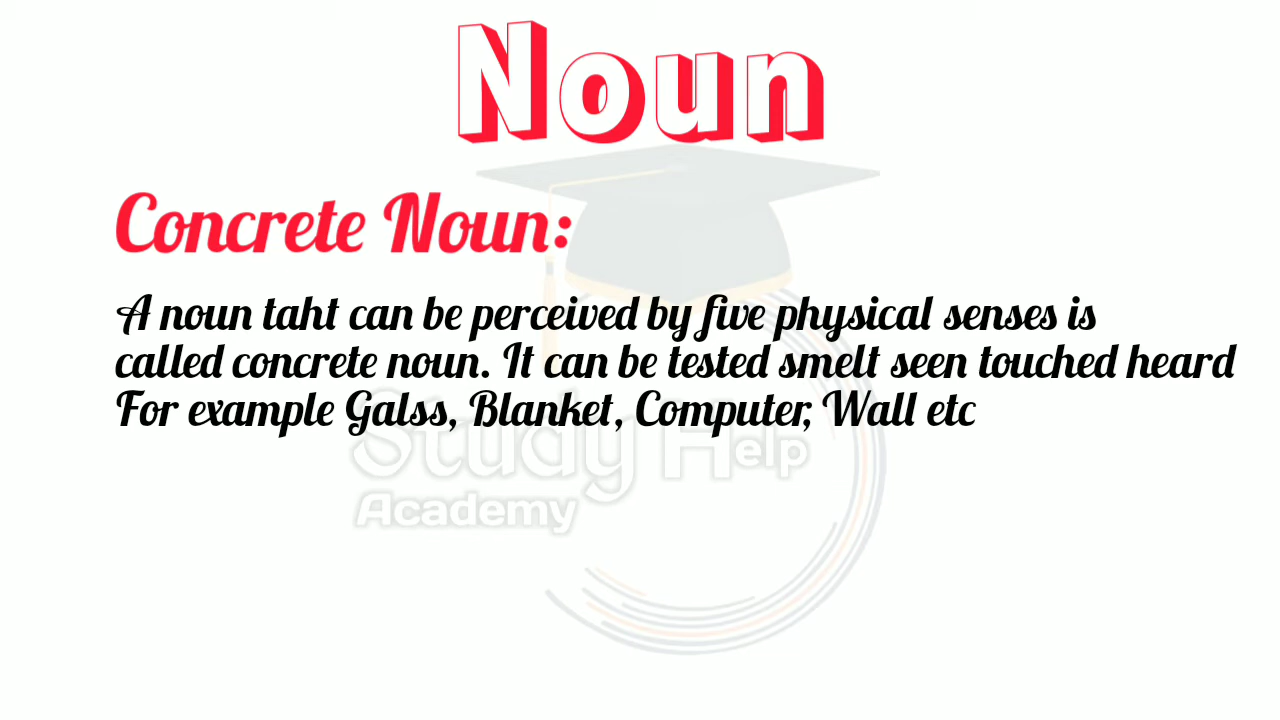 Noun
Concrete Noun:
A noun taht can be perceived by five physical senses is
called concrete noun. It can be tested smelt seen touched heard
For example Galss, Blanket, Computer, Wall etc
Study Help
Academy